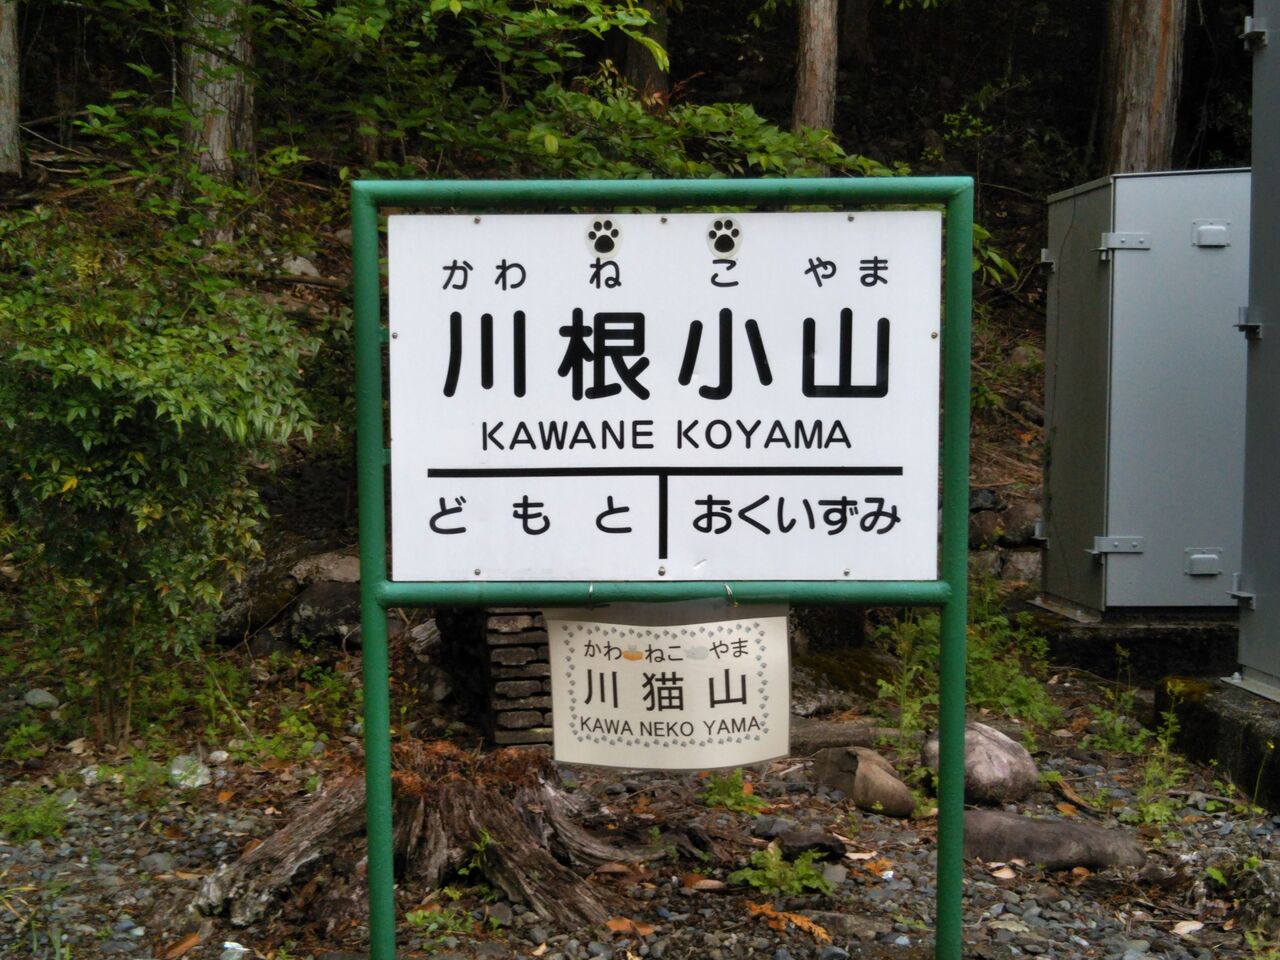 かわねこやま
川根小山
KAWANE KOYAMA
どもと おくいずみ
かわ ねこ やま
川 猫 山
KAWA NEKO YAMA